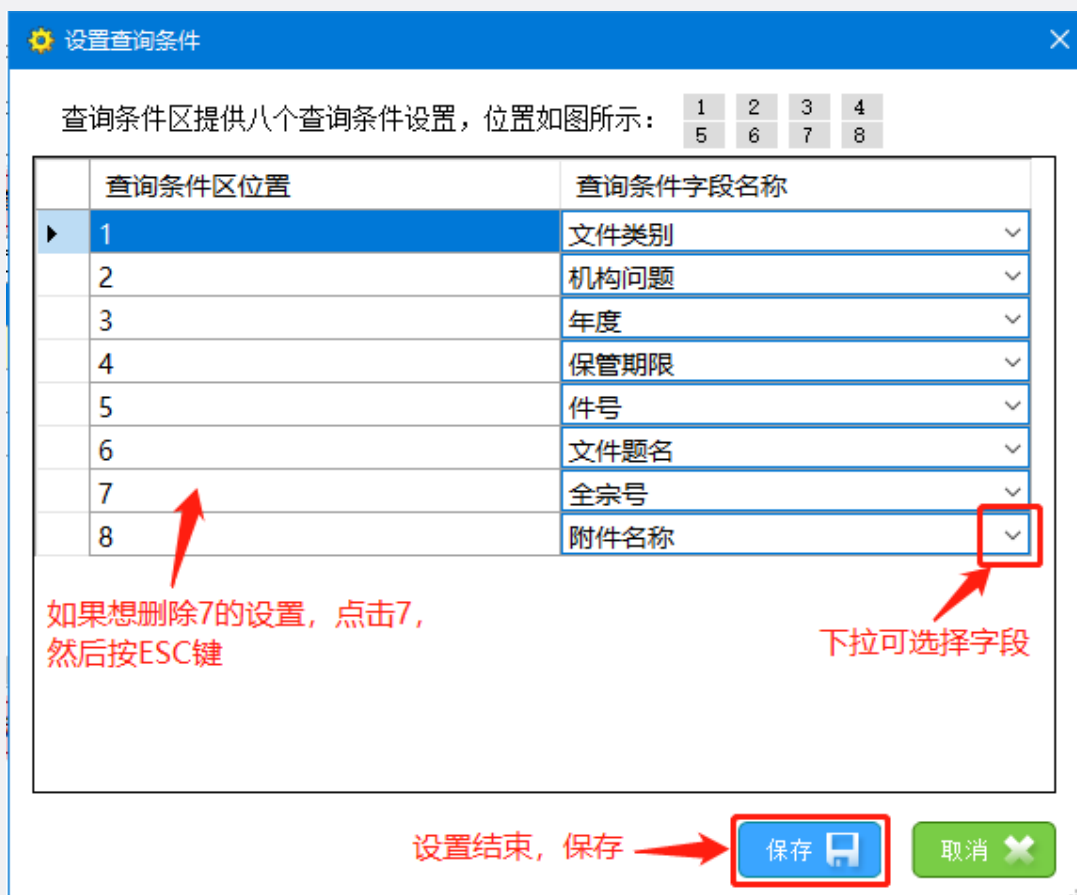 设置查询条件
查询条件区提供八个查询条件设置，位置如图所示：
1 2 3 4
5 6 7 8
查询条件区位置 查询条件字段名称
1 文件类别
2 机构问题
3 年度
4 保管期限
5 件号
6 文件题名
7 全宗号
8 附件名称
如果想删除7的设置，点击7，
然后按ESC键
下拉可选择字段
设置结束，保存
保存
取消